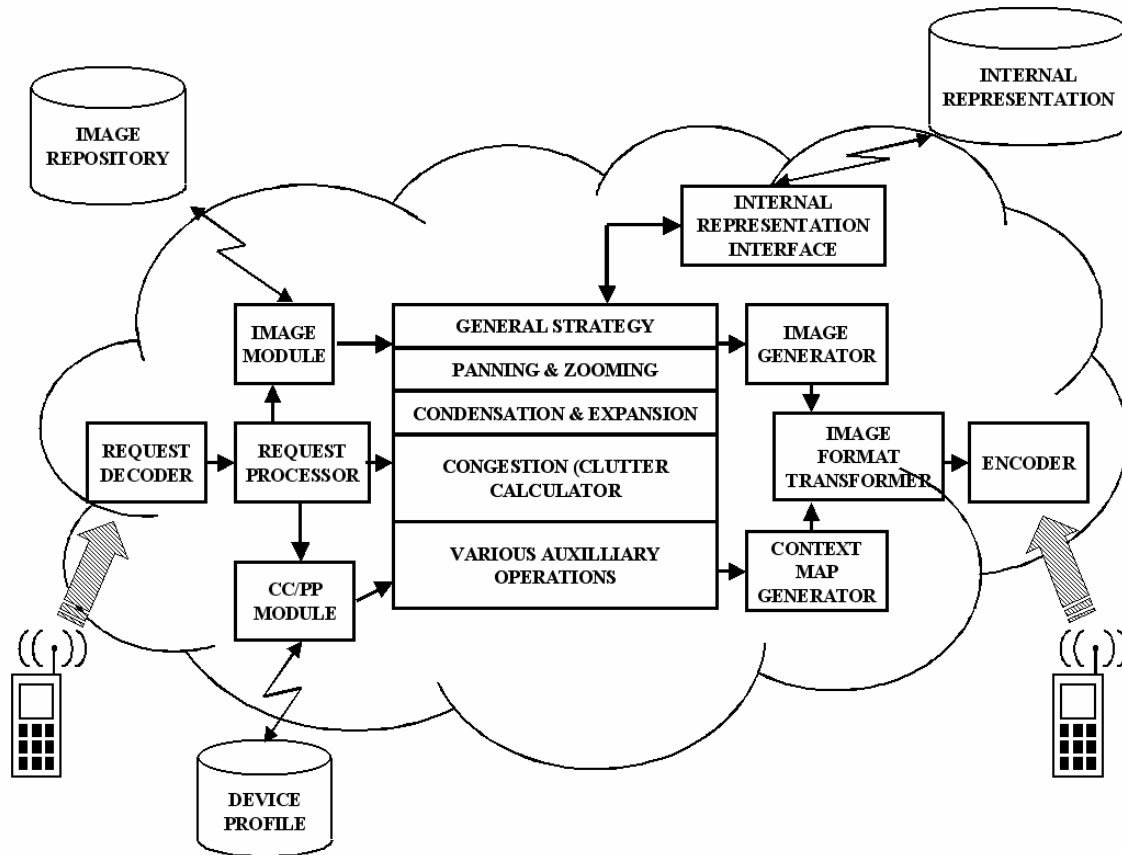 INTERNAL
REPRESENTATION
IMAGE
REPOSITORY
INTERNAL
REPRESENTATION
INTERFACE
IMAGE
MODULE
GENERAL STRATEGY
PANNING & ZOOMING
CONDENSATION & EXPANSION
CONGESTION (CLUTTER
CALCULATOR
VARIOUS AUXILLIARY
OPERATIONS
IMAGE
GENERATOR
REQUEST
DECODER
REQUEST
PROCESSOR
IMAGE
FORMAT
TRANSFORMER
ENCODER
CC/PP
MODULE
CONTEXT
MAP
GENERATOR
DEVICE
PROFILE